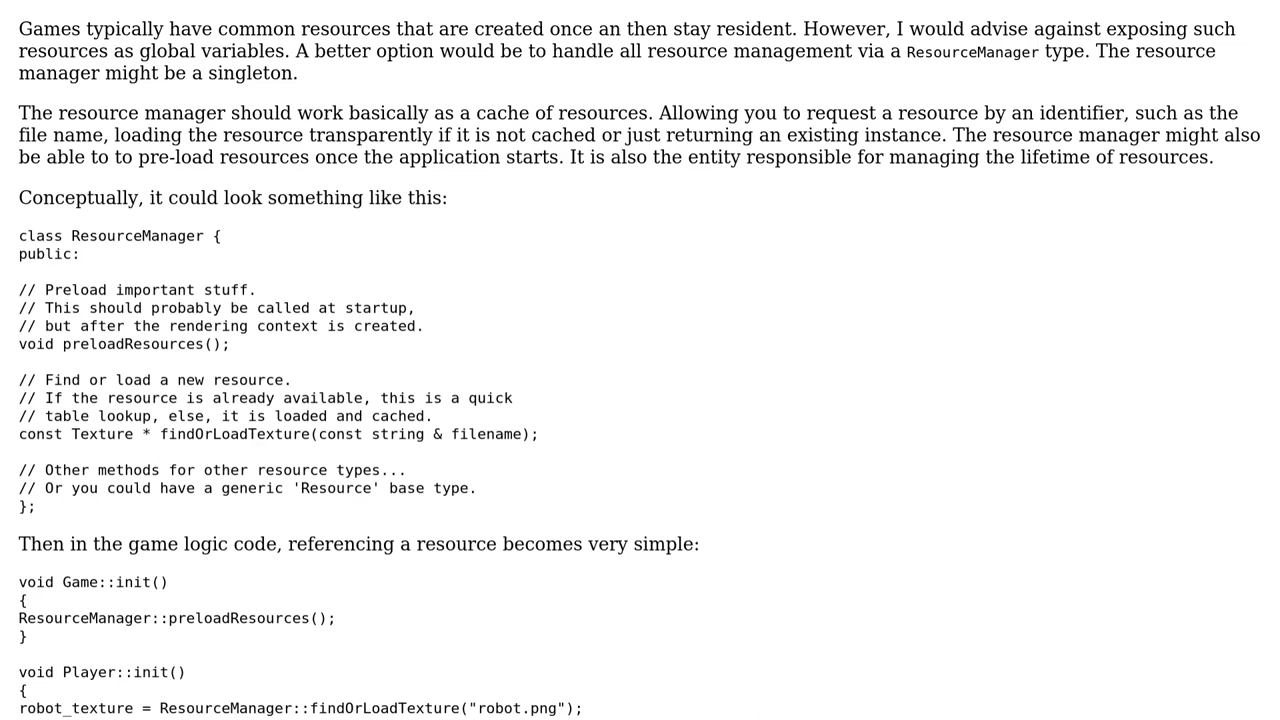 Games typically have common resources that are created once an then stay resident. However, I would advise against exposing such
resources as global variables. A better option would be to handle all resource management via a ResourceManager type. The resource
manager might be a singleton.
The resource manager should work basically as a cache of resources. Allowing you to request a resource by an identifier, such as the
file name, loading the resource transparently if it is not cached or just returning an existing instance. The resource manager might also
be able to to pre-load resources once the application starts. It is also the entity responsible for managing the lifetime of resources.
Conceptually, it could look something like this:
class ResourceManager {
public:
// Preload important stuff.
// This should probably be called at startup,
// but after the rendering context is created.
void preloadResources();
// Find or load a new resource.
// If the resource is already available, this is a quick
// table lookup, else, it is loaded and cached.
const Texture * findOrLoadTexture(const string & filename);
// Other methods for other resource types...
// Or you could have a generic 'Resource' base type.
};
Then in the game logic code, referencing a resource becomes very simple:
void Game::init()
{
ResourceManager::preloadResources();
}
void Player::init()
{
robot_texture = ResourceManager::findOrLoadTexture("robot.png");